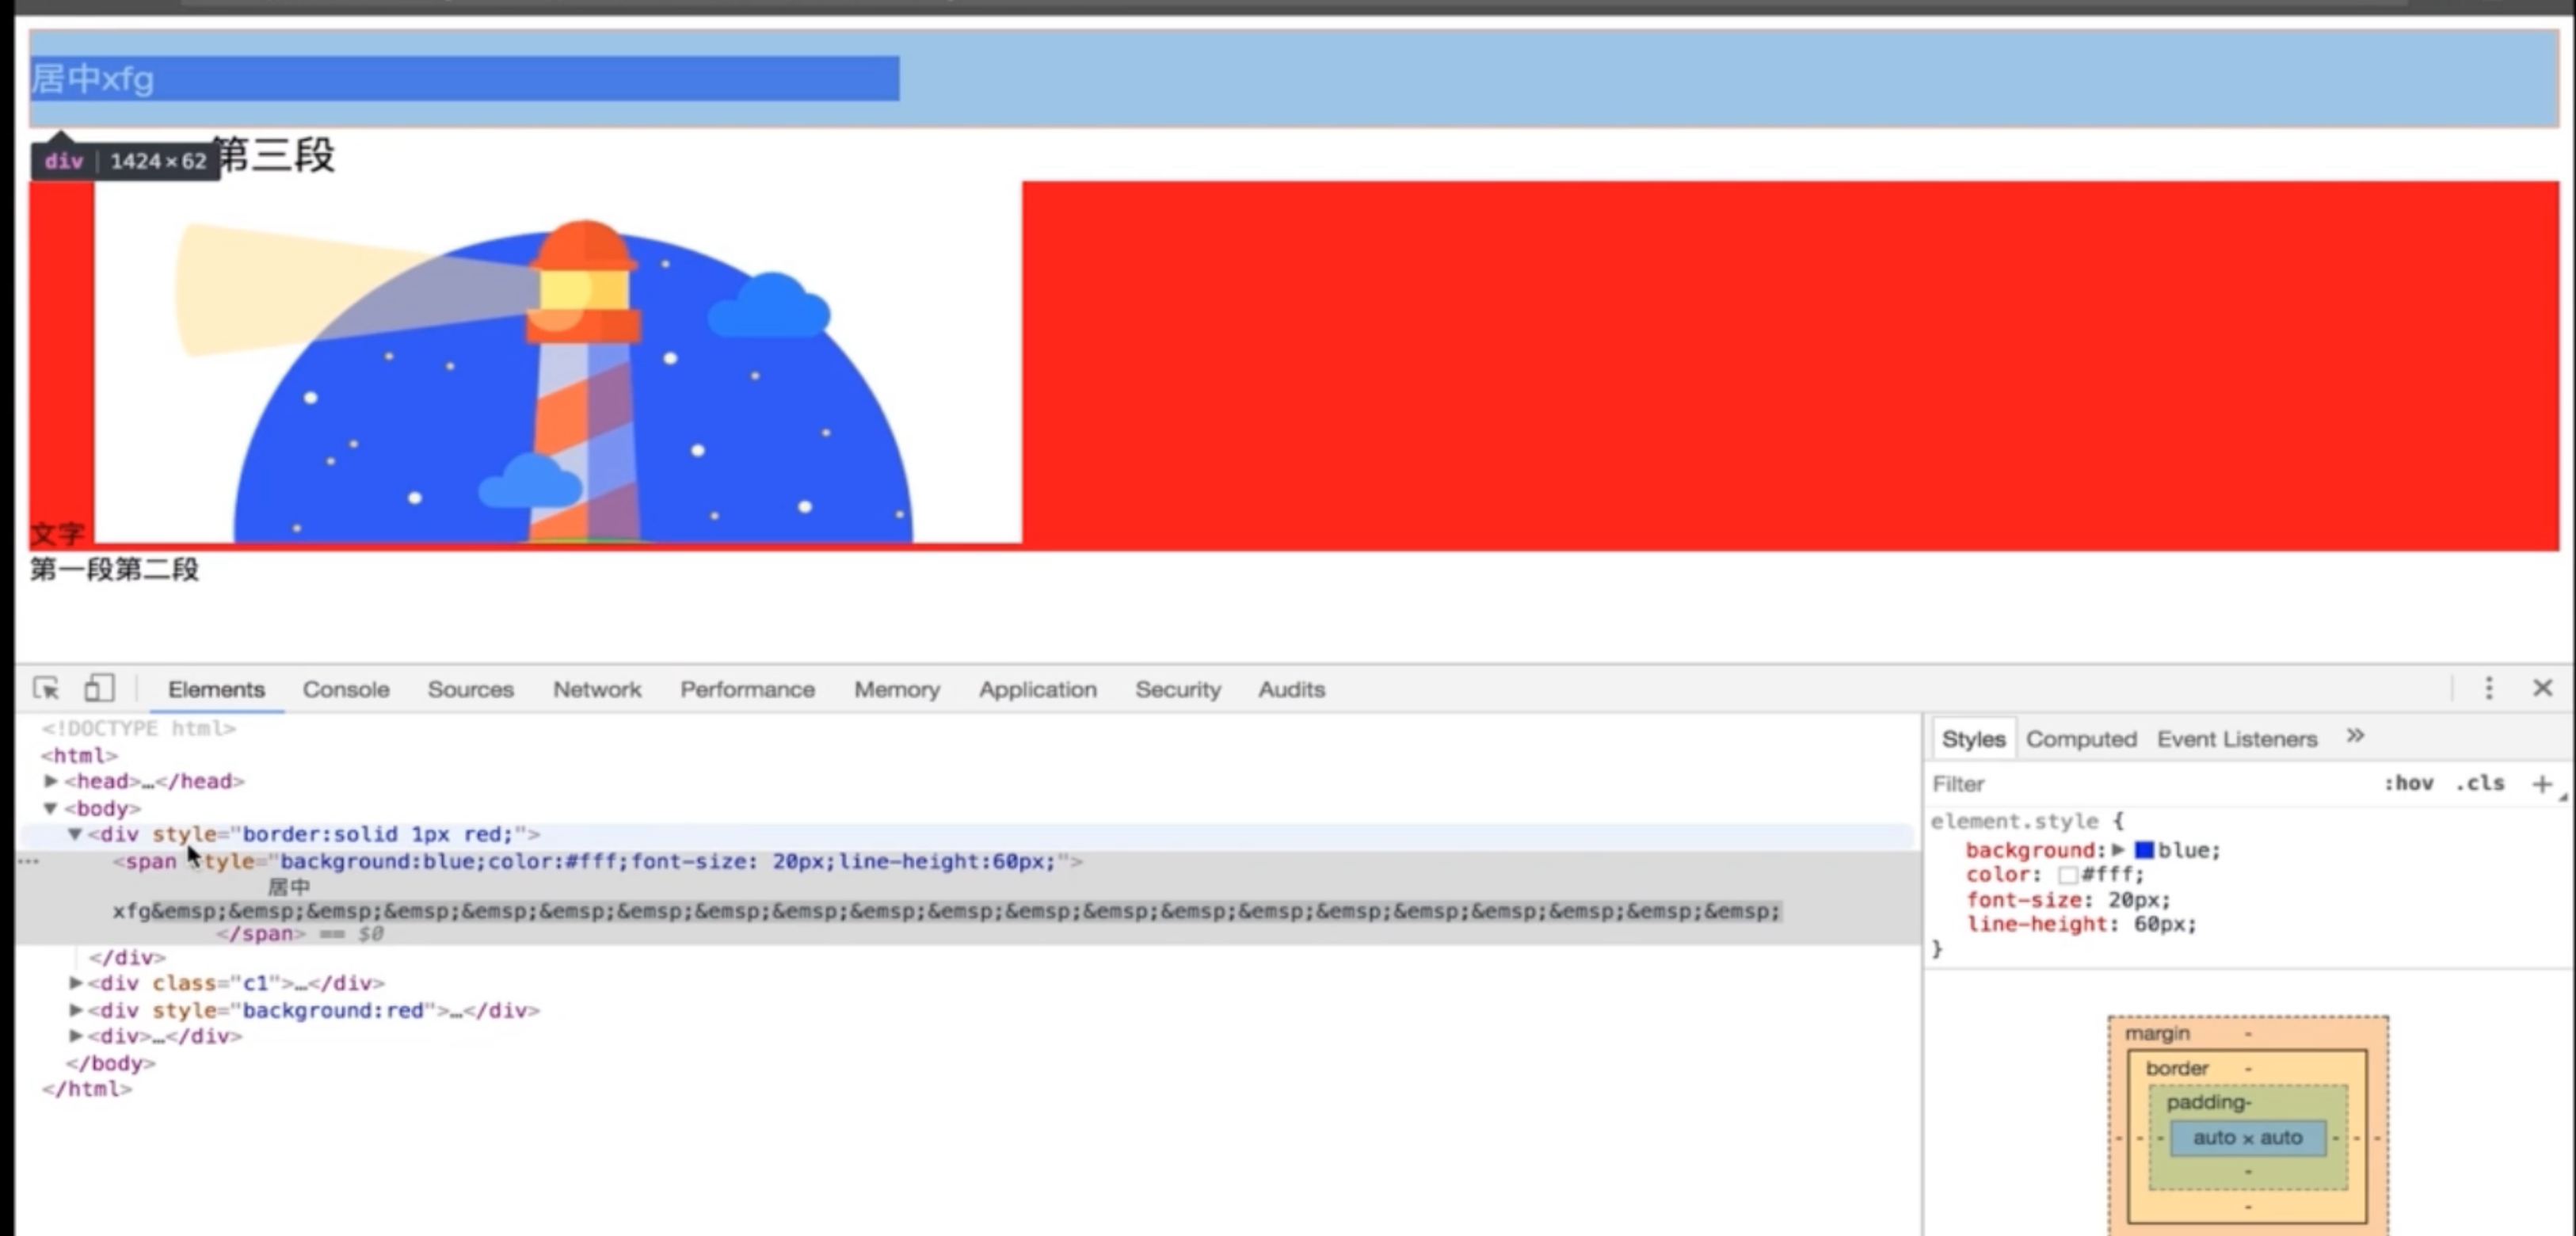 居中xfg
div | 1424×62
第三段
文字
第一段第二段
Elements Console Sources Network Performance Memory Application Security Audits
<!DOCTYPE html>
<html>
▶<head>…</head>
▼<body>
▼<div style="border:solid 1px red;">
<span style="background:blue;color:#fff;font-size: 20px;line-height:60px;">
居中
xfg&emsp;&emsp;&emsp;&emsp;&emsp;&emsp;&emsp;&emsp;&emsp;&emsp;&emsp;&emsp;&emsp;&emsp;&emsp;&emsp;&emsp;&emsp;&emsp;&emsp;&emsp;
</span> == $0
</div>
▶<div class="c1">…</div>
▶<div style="background:red">…</div>
▶<div>…</div>
</body>
</html>
Styles Computed Event Listeners »
Filter :hov .cls +
element.style {
background:▶ blue;
color: #fff;
font-size: 20px;
line-height: 60px;
}
margin -
border -
padding-
- - - auto × auto - - -
-
-